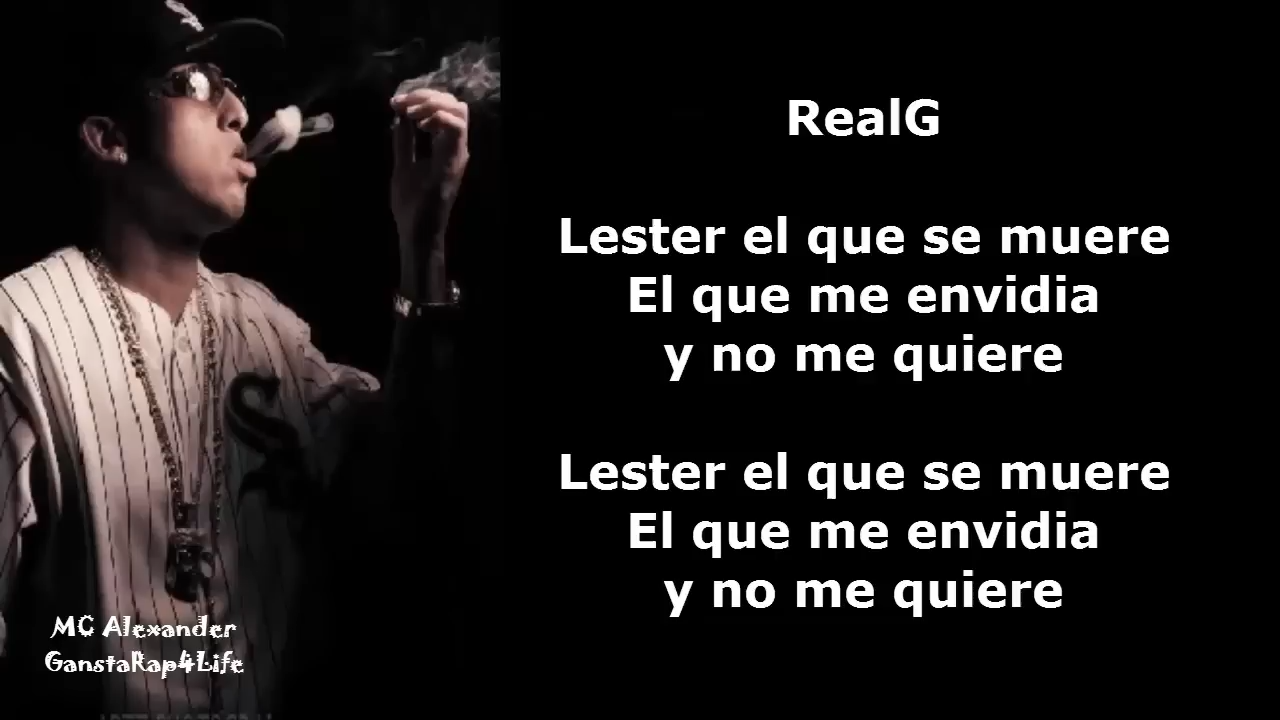 RealG
Lester el que se muere
El que me envidia
y no me quiere
Lester el que se muere
El que me envidia
y no me quiere
MC Alexander
GanstaRap4Life